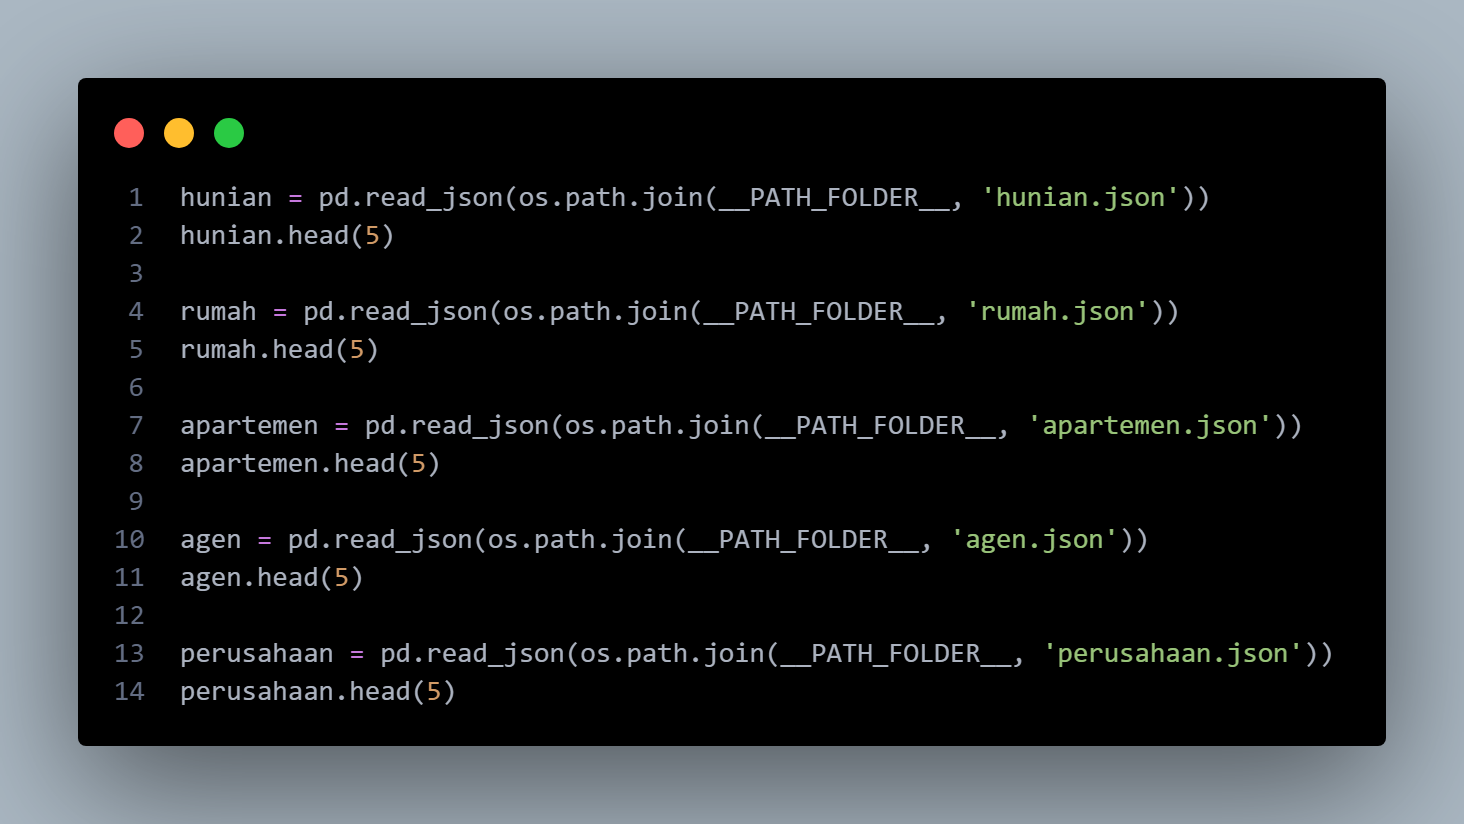 1 hunian = pd.read_json(os.path.join(__PATH_FOLDER__, 'hunian.json'))
2 hunian.head(5)
3
4 rumah = pd.read_json(os.path.join(__PATH_FOLDER__, 'rumah.json'))
5 rumah.head(5)
6
7 apartemen = pd.read_json(os.path.join(__PATH_FOLDER__, 'apartemen.json'))
8 apartemen.head(5)
9
10 agen = pd.read_json(os.path.join(__PATH_FOLDER__, 'agen.json'))
11 agen.head(5)
12
13 perusahaan = pd.read_json(os.path.join(__PATH_FOLDER__, 'perusahaan.json'))
14 perusahaan.head(5)